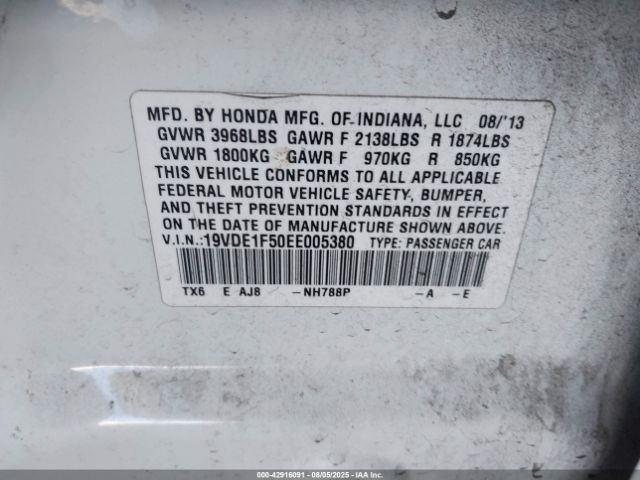 MFD. BY HONDA MFG. OF INDIANA, LLC 08/'13
GVWR 3968LBS GAWR F 2138LBS R 1874LBS
GVWR 1800KG GAWR F 970KG R 850KG
THIS VEHICLE CONFORMS TO ALL APPLICABLE
FEDERAL MOTOR VEHICLE SAFETY, BUMPER,
AND THEFT PREVENTION STANDARDS IN EFFECT
ON THE DATE OF MANUFACTURE SHOWN ABOVE.
V.I.N.:19VDE1F50EE005380 TYPE: PASSENGER CAR
TX6 E AJ8 -NH788P -A -E
000-42916091 - 08/05/2025 - IAAI.com